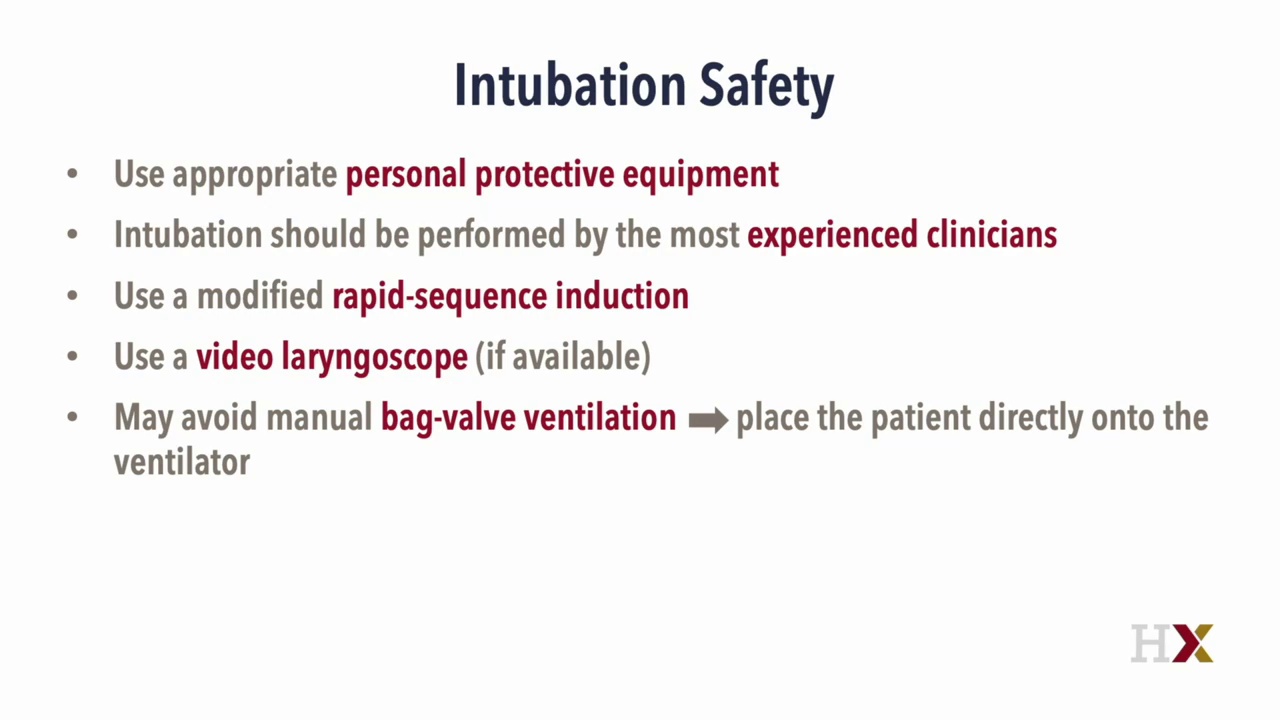 Intubation Safety
• Use appropriate personal protective equipment
• Intubation should be performed by the most experienced clinicians
• Use a modified rapid-sequence induction
• Use a video laryngoscope (if available)
• May avoid manual bag-valve ventilation ➡ place the patient directly onto the
ventilator
HX